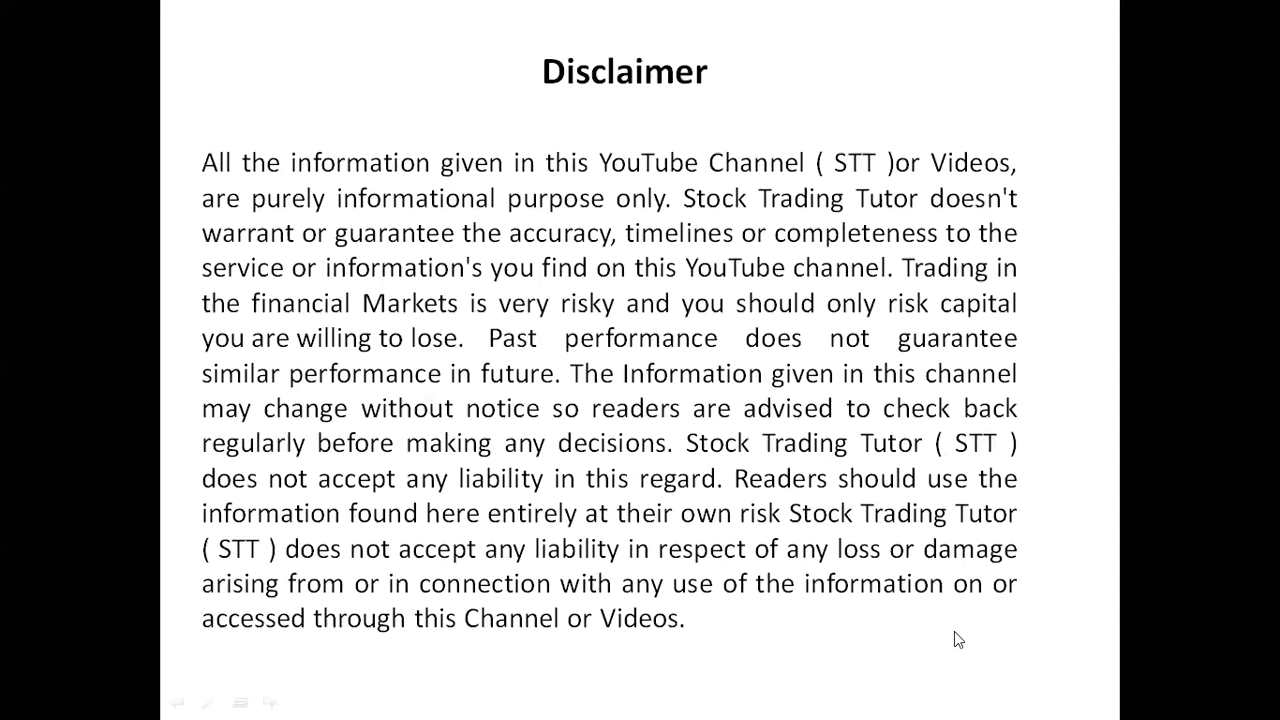 Disclaimer
All the information given in this YouTube Channel ( STT )or Videos,
are purely informational purpose only. Stock Trading Tutor doesn't
warrant or guarantee the accuracy, timelines or completeness to the
service or information's you find on this YouTube channel. Trading in
the financial Markets is very risky and you should only risk capital
you are willing to lose. Past performance does not guarantee
similar performance in future. The Information given in this channel
may change without notice so readers are advised to check back
regularly before making any decisions. Stock Trading Tutor ( STT )
does not accept any liability in this regard. Readers should use the
information found here entirely at their own risk Stock Trading Tutor
( STT ) does not accept any liability in respect of any loss or damage
arising from or in connection with any use of the information on or
accessed through this Channel or Videos.